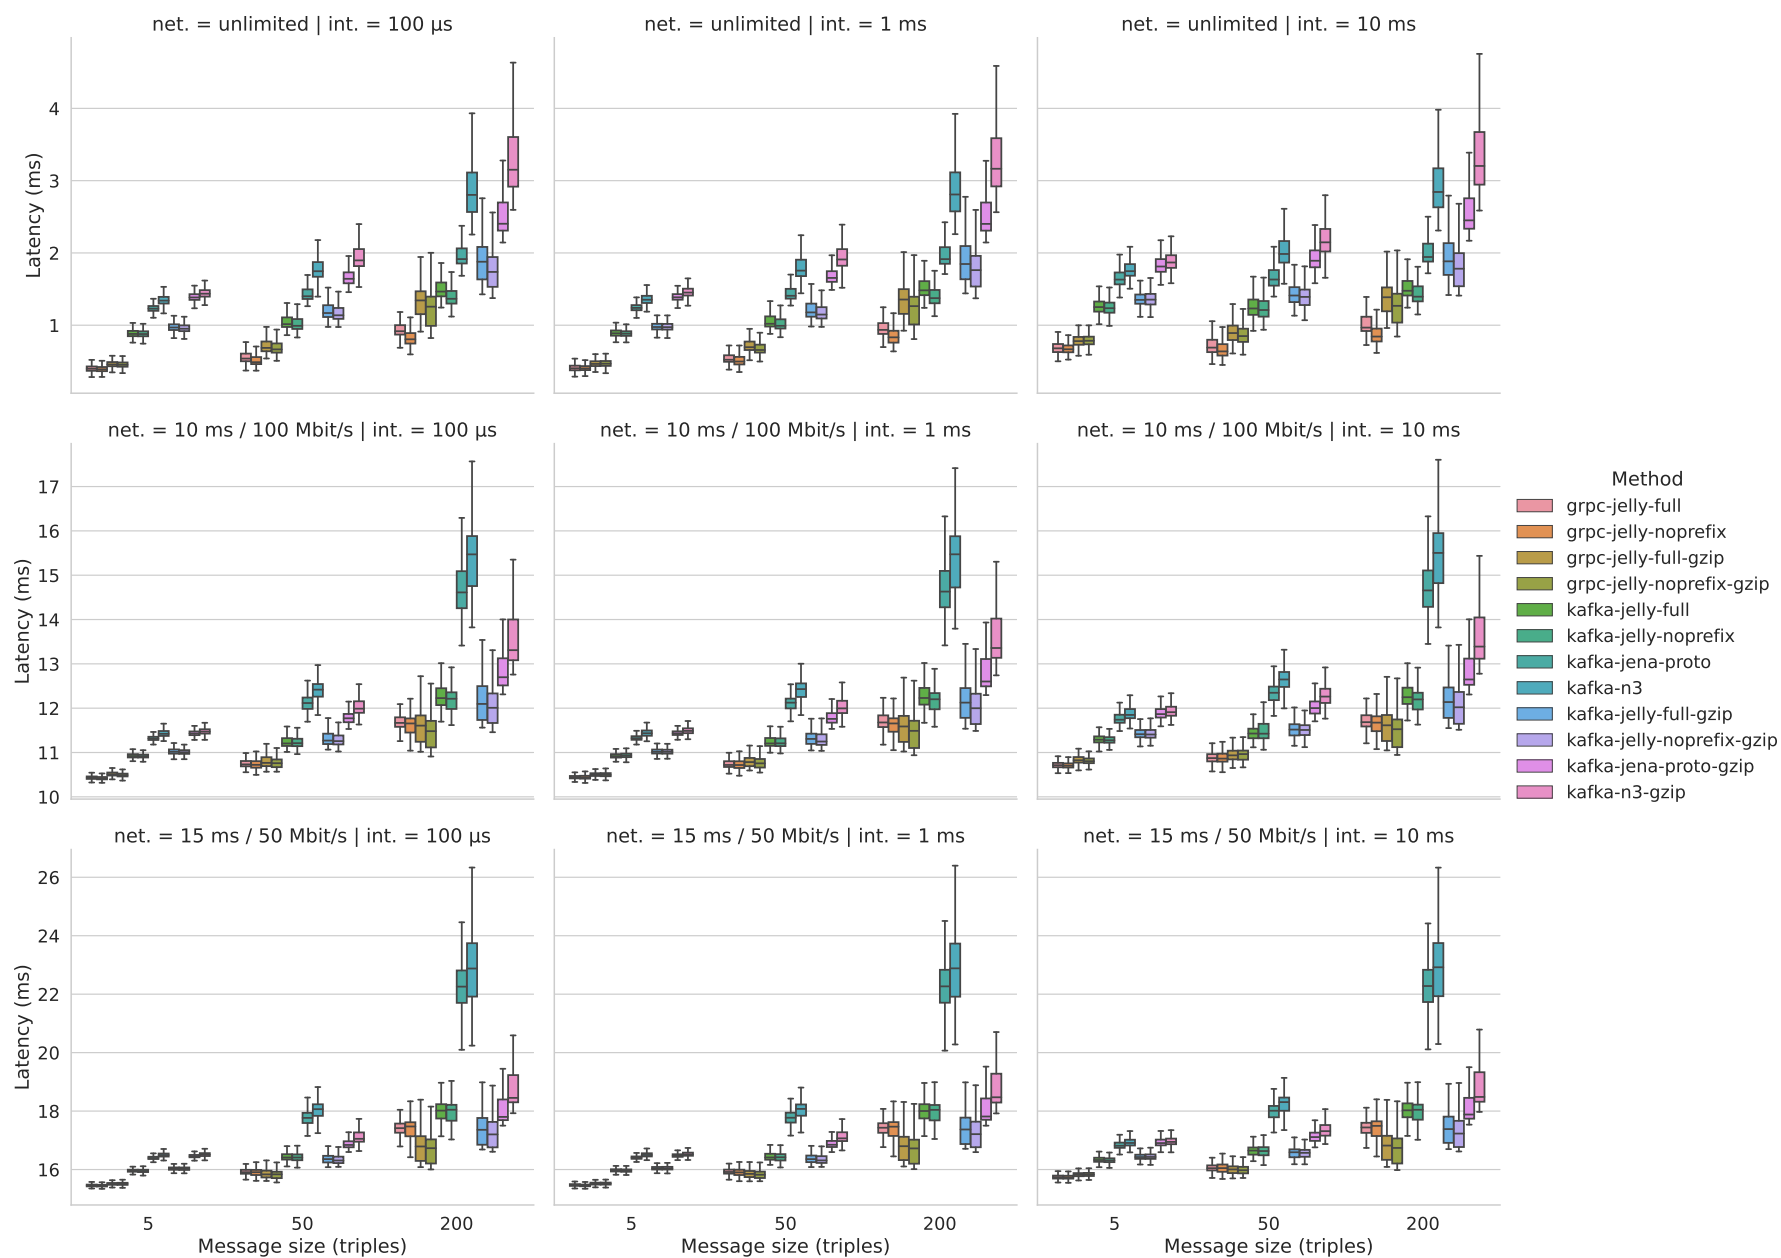 net. = unlimited | int. = 100 µs
net. = unlimited | int. = 1 ms
net. = unlimited | int. = 10 ms
Latency (ms)
4
3
2
1
net. = 10 ms / 100 Mbit/s | int. = 100 µs
net. = 10 ms / 100 Mbit/s | int. = 1 ms
net. = 10 ms / 100 Mbit/s | int. = 10 ms
Latency (ms)
17
16
15
14
13
12
11
10
net. = 15 ms / 50 Mbit/s | int. = 100 µs
net. = 15 ms / 50 Mbit/s | int. = 1 ms
net. = 15 ms / 50 Mbit/s | int. = 10 ms
Latency (ms)
26
24
22
20
18
16
5 50 200
5 50 200
5 50 200
Message size (triples)
Message size (triples)
Message size (triples)
Method
grpc-jelly-full
grpc-jelly-noprefix
grpc-jelly-full-gzip
grpc-jelly-noprefix-gzip
kafka-jelly-full
kafka-jelly-noprefix
kafka-jena-proto
kafka-n3
kafka-jelly-full-gzip
kafka-jelly-noprefix-gzip
kafka-jena-proto-gzip
kafka-n3-gzip